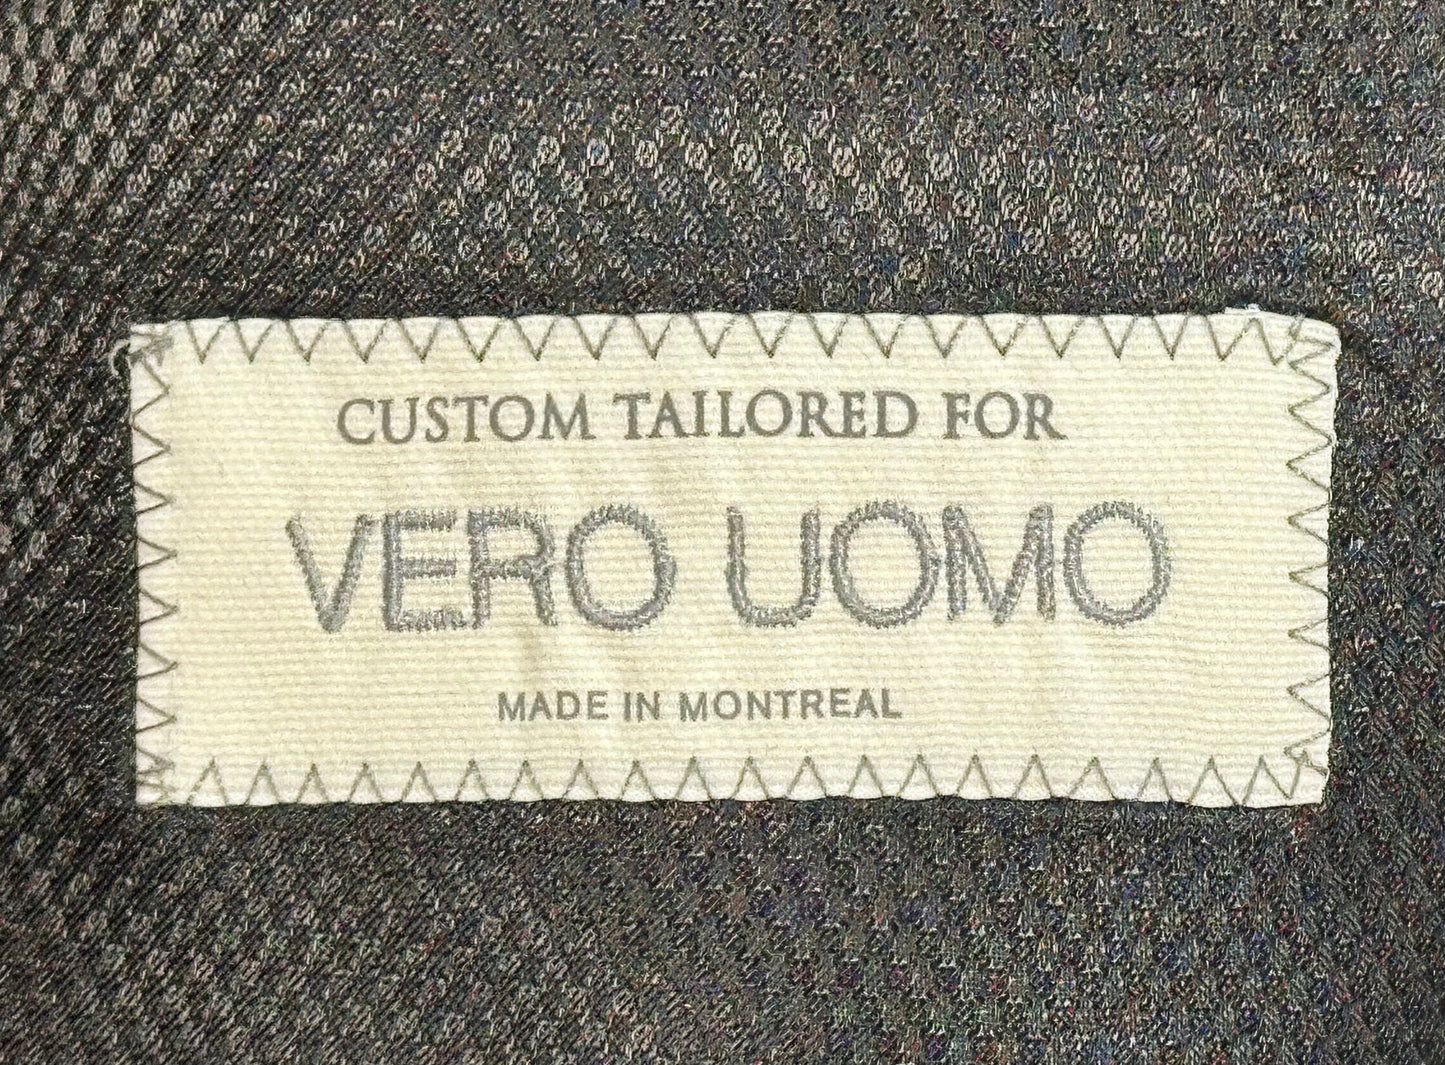 CUSTOM TAILORED FOR
VERO UOMO
MADE IN MONTREAL